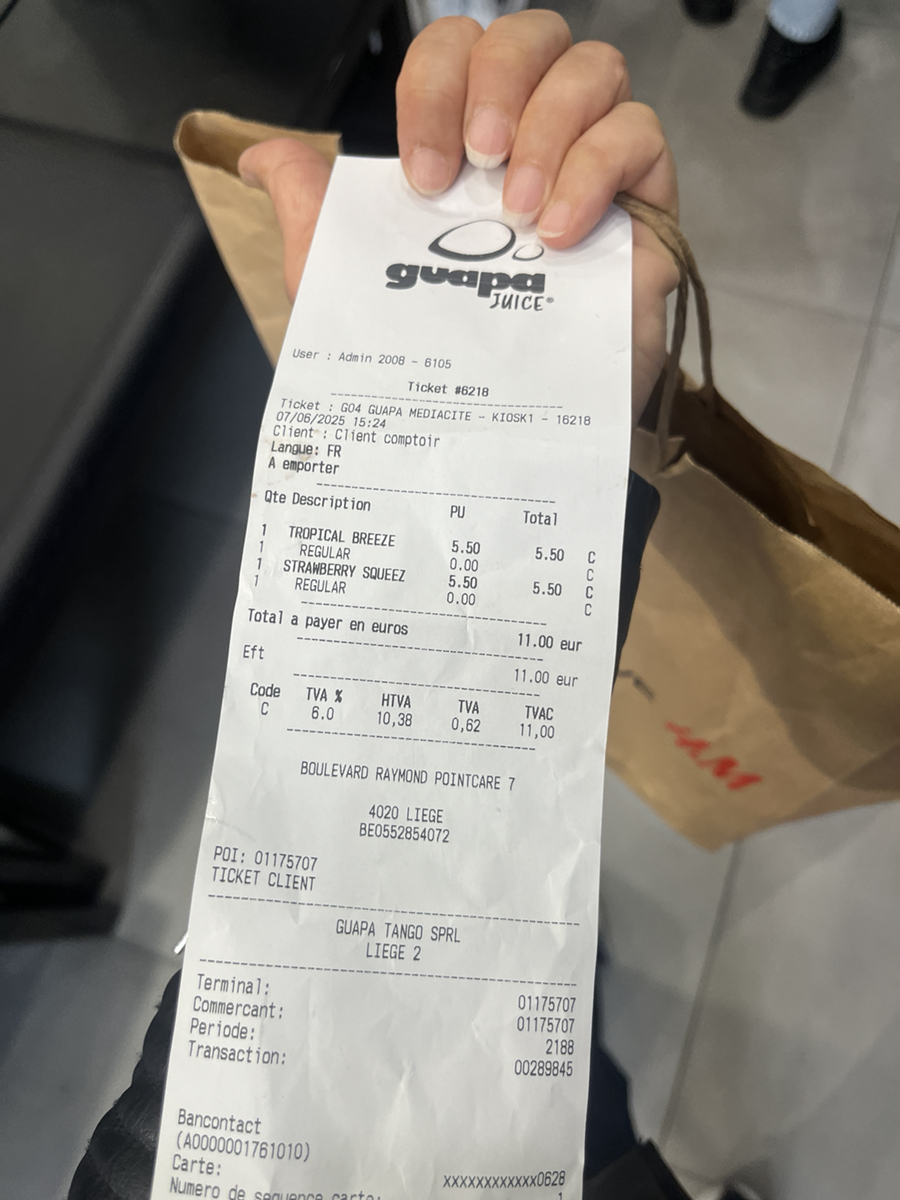 guapa
JUICE®
User : Admin 2008 - 6105
Ticket #6218
Ticket : G04 GUAPA MEDIACITE - KIOSK1 - 16218
07/06/2025 15:24
Client : Client comptoir
Langue: FR
A emporter
Qte Description PU Total
1 TROPICAL BREEZE 5.50 5.50 C
1 REGULAR 0.00 C
1 STRAWBERRY SQUEEZ 5.50 5.50 C
1 REGULAR 0.00 C
Total a payer en euros 11.00 eur
Eft 11.00 eur
Code TVA % HTVA TVA TVAC
C 6.0 10,38 0,62 11,00
BOULEVARD RAYMOND POINTCARE 7
4020 LIEGE
BE0552854072
POI: 01175707
TICKET CLIENT
GUAPA TANGO SPRL
LIEGE 2
Terminal: 01175707
Commercant: 01175707
Periode: 2188
Transaction: 00289845
Bancontact
(A0000001761010)
Carte: xxxxxxxxxxxx0628
Numero de sequence carte: 1
H&M